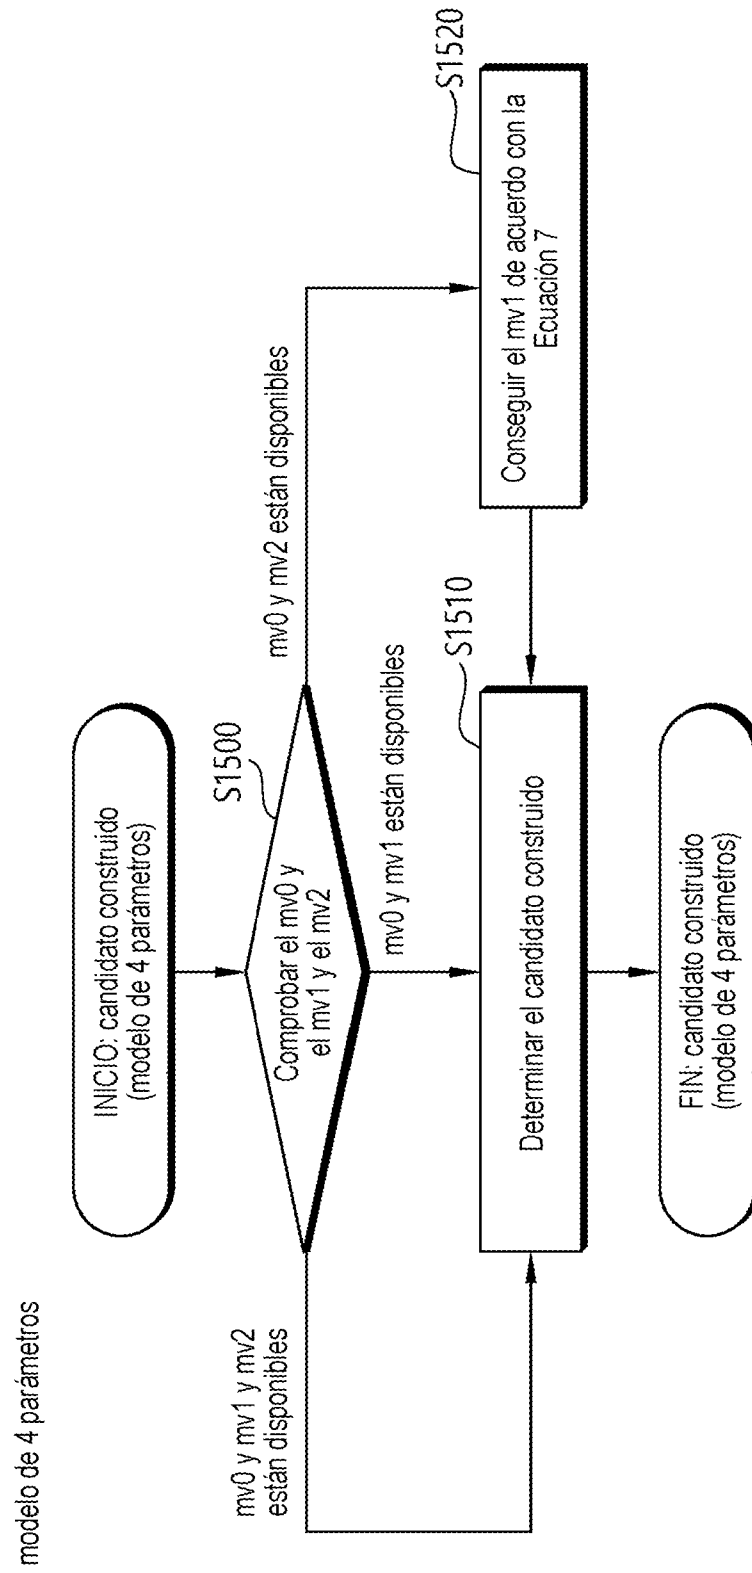 modelo de 4 parámetros
INICIO: candidato construido
(modelo de 4 parámetros)
S1500
Comprobar el mv0 y
el mv1 y el mv2
mv0 y mv1 y mv2
están disponibles
mv0 y mv1 están disponibles
mv0 y mv2 están disponibles
S1510
Determinar el candidato construido
S1520
Conseguir el mv1 de acuerdo con la
Ecuación 7
FIN: candidato construido
(modelo de 4 parámetros)